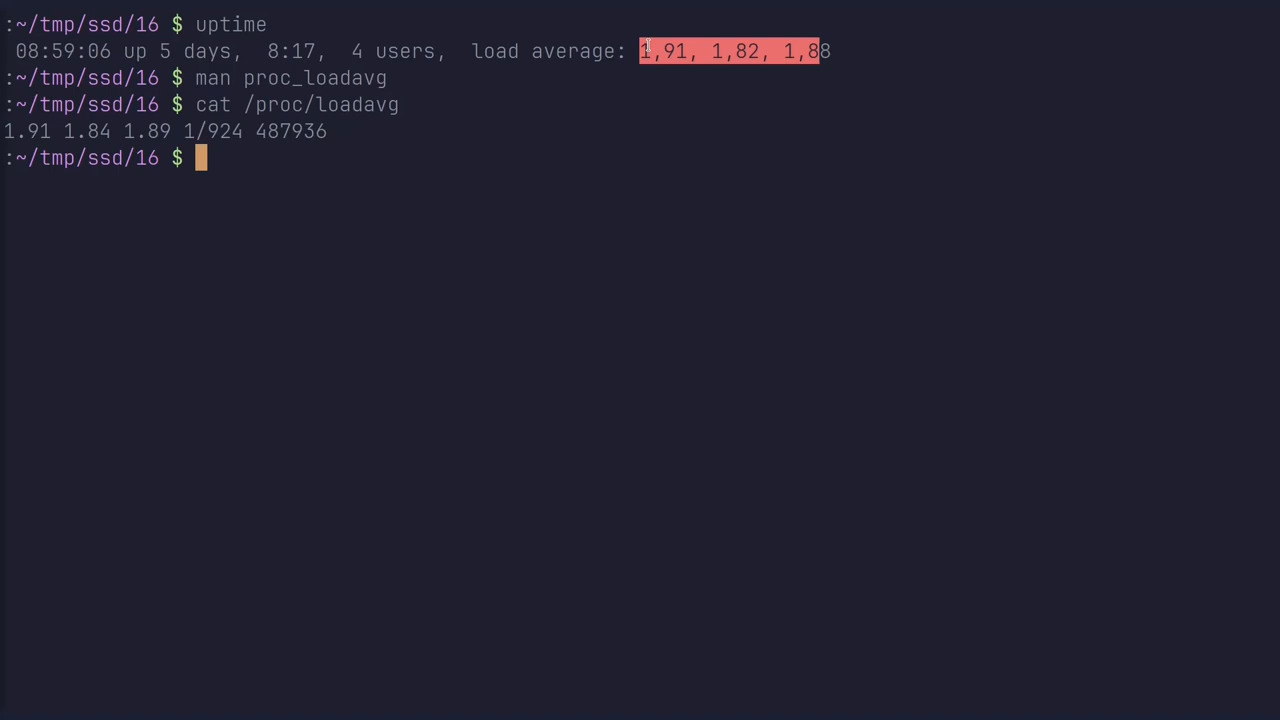 :~/tmp/ssd/16 $ uptime
08:59:06 up 5 days,  8:17,  4 users,  load average: 1,91, 1,82, 1,88
:~/tmp/ssd/16 $ man proc_loadavg
:~/tmp/ssd/16 $ cat /proc/loadavg
1.91 1.84 1.89 1/924 487936
:~/tmp/ssd/16 $